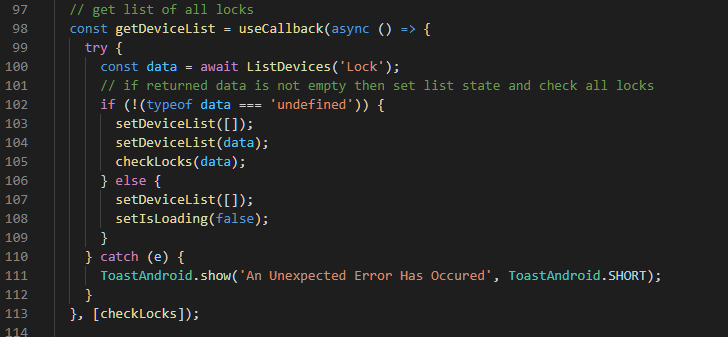 97 // get list of all locks
98 const getDeviceList = useCallback(async () => {
99 try {
100 const data = await ListDevices('Lock');
101 // if returned data is not empty then set list state and check all locks
102 if (!(typeof data === 'undefined')) {
103 setDeviceList([]);
104 setDeviceList(data);
105 checkLocks(data);
106 } else {
107 setDeviceList([]);
108 setIsLoading(false);
109 }
110 } catch (e) {
111 ToastAndroid.show('An Unexpected Error Has Occured', ToastAndroid.SHORT);
112 }
113 }, [checkLocks]);
114